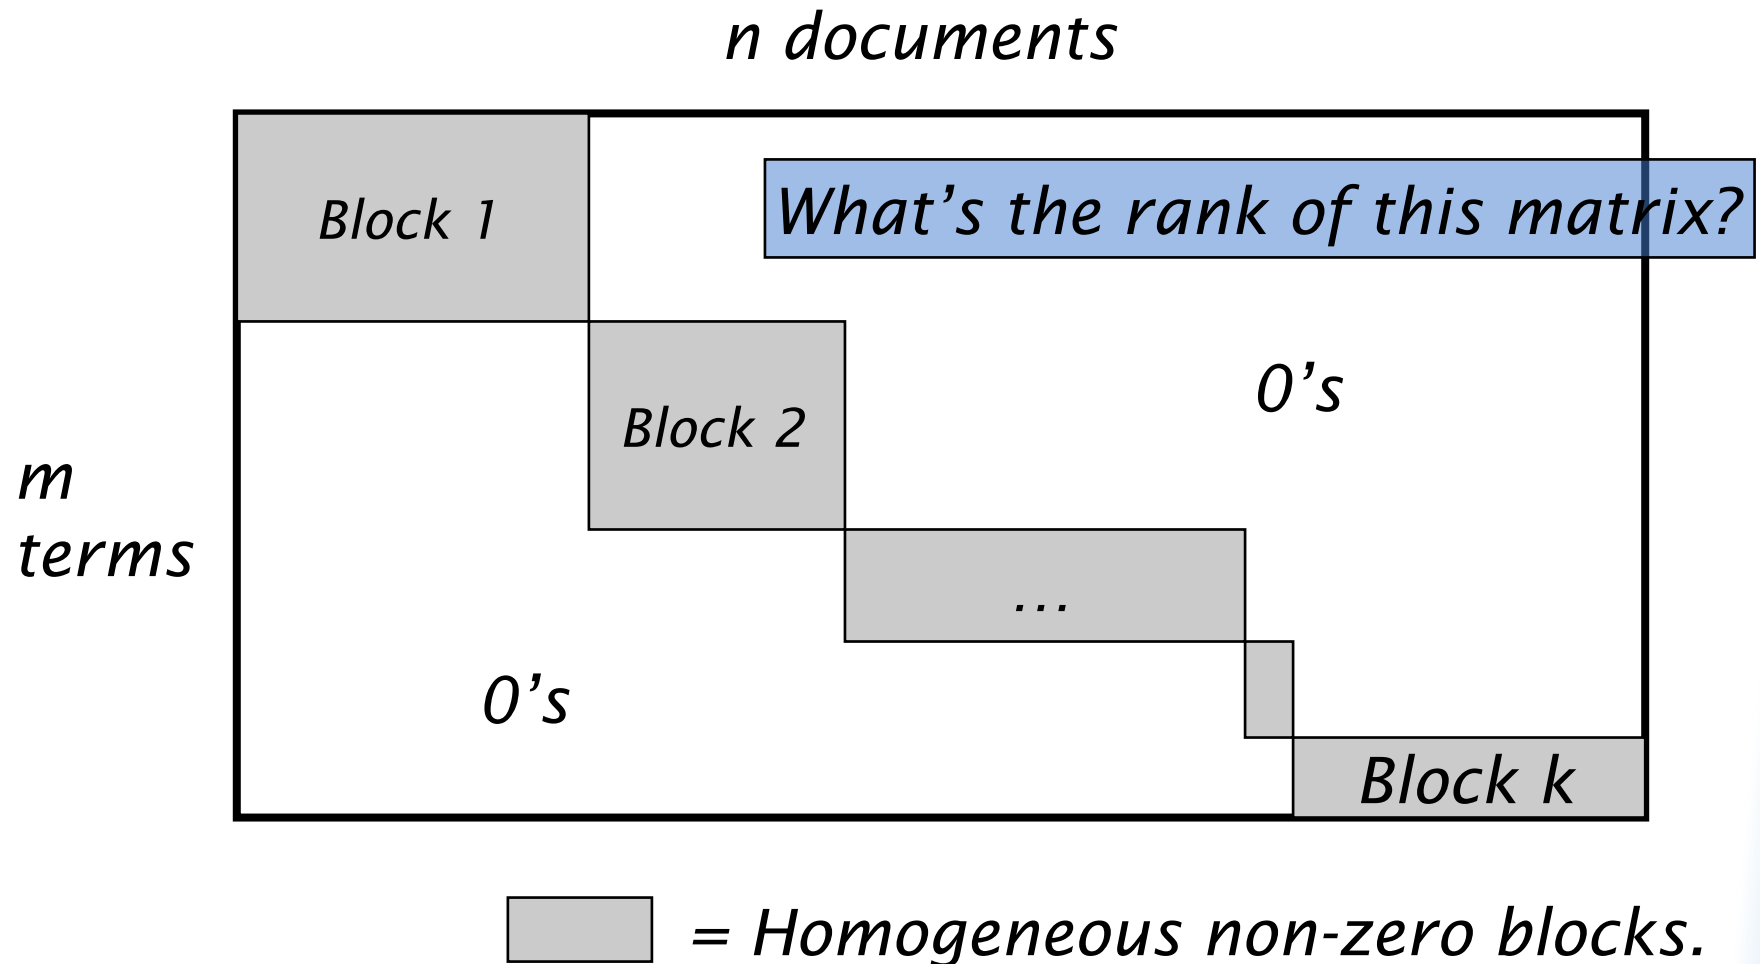 n documents
Block 1
What's the rank of this matrix?
Block 2
0's
m
terms
...
0's
Block k
= Homogeneous non-zero blocks.